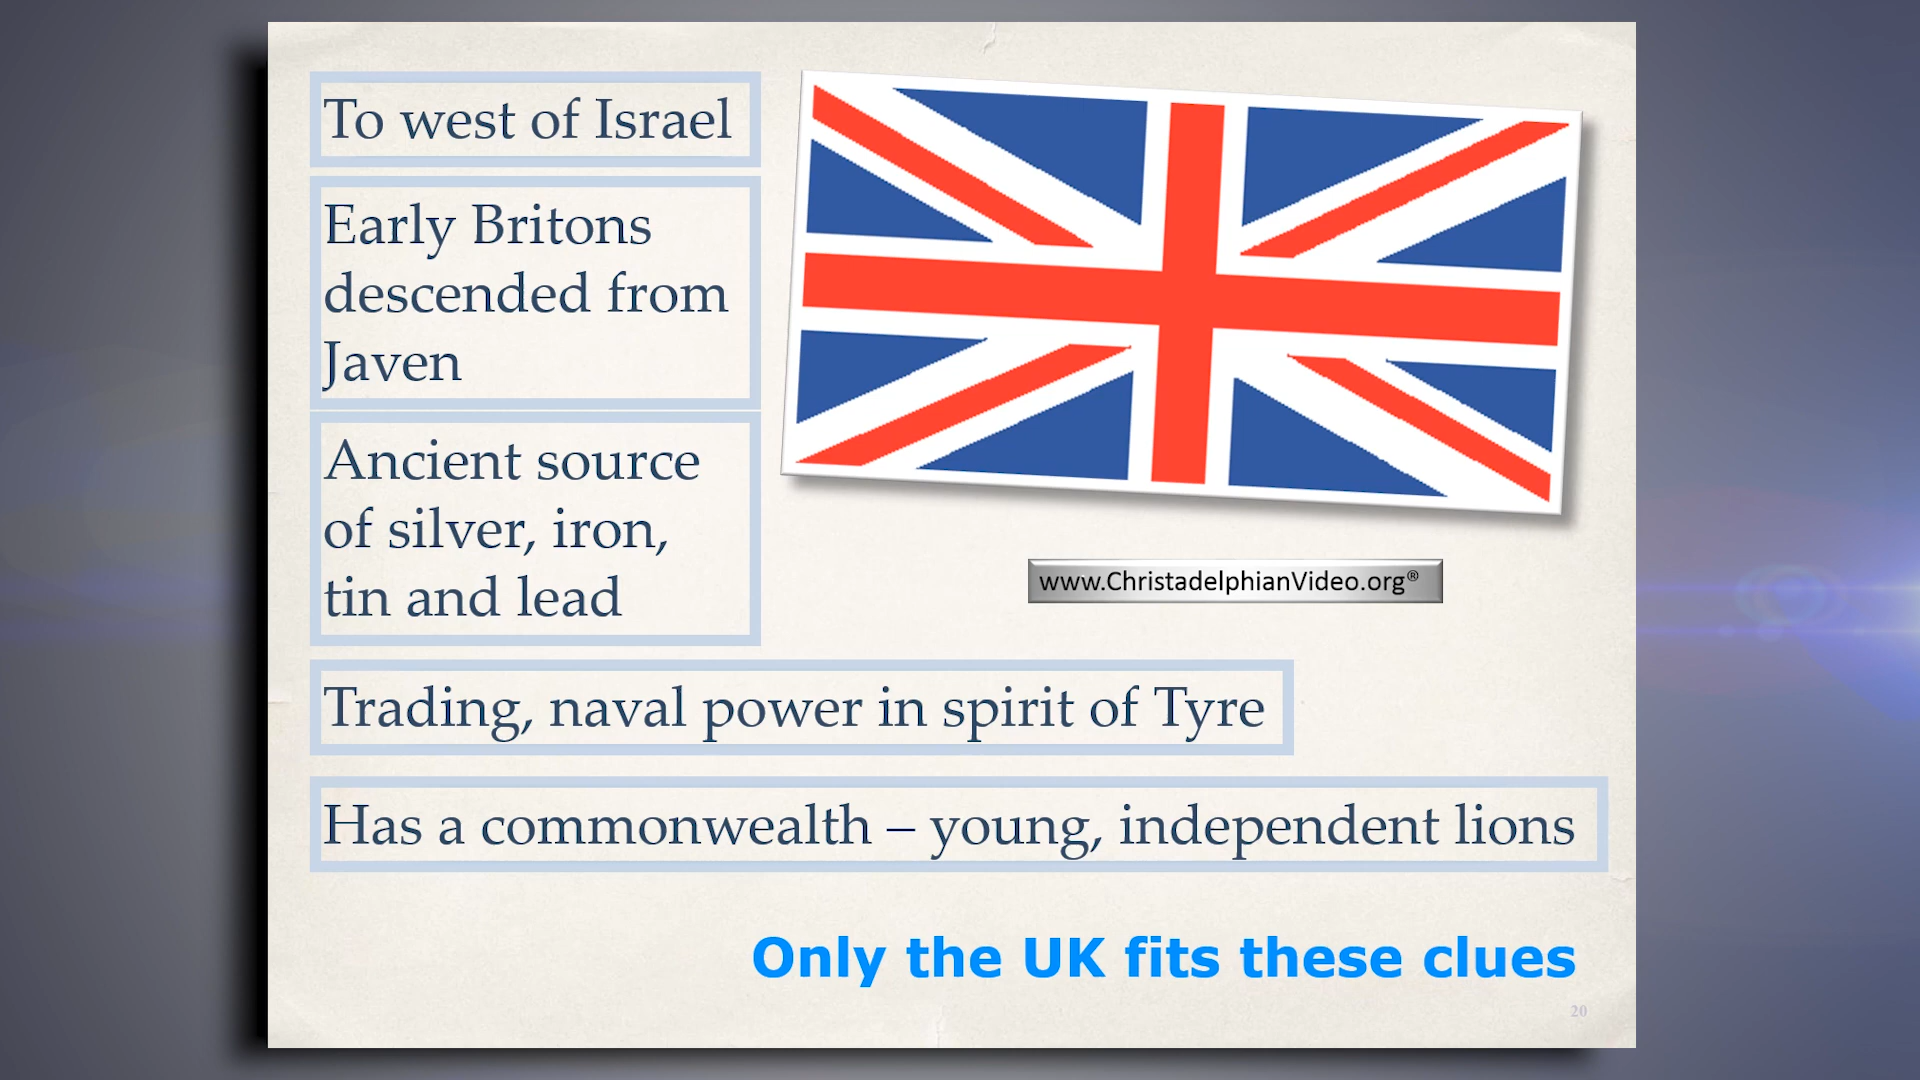 To west of Israel
Early Britons
descended from
Javen
Ancient source
of silver, iron,
tin and lead
www.ChristadelphianVideo.org®
Trading, naval power in spirit of Tyre
Has a commonwealth – young, independent lions
Only the UK fits these clues
20